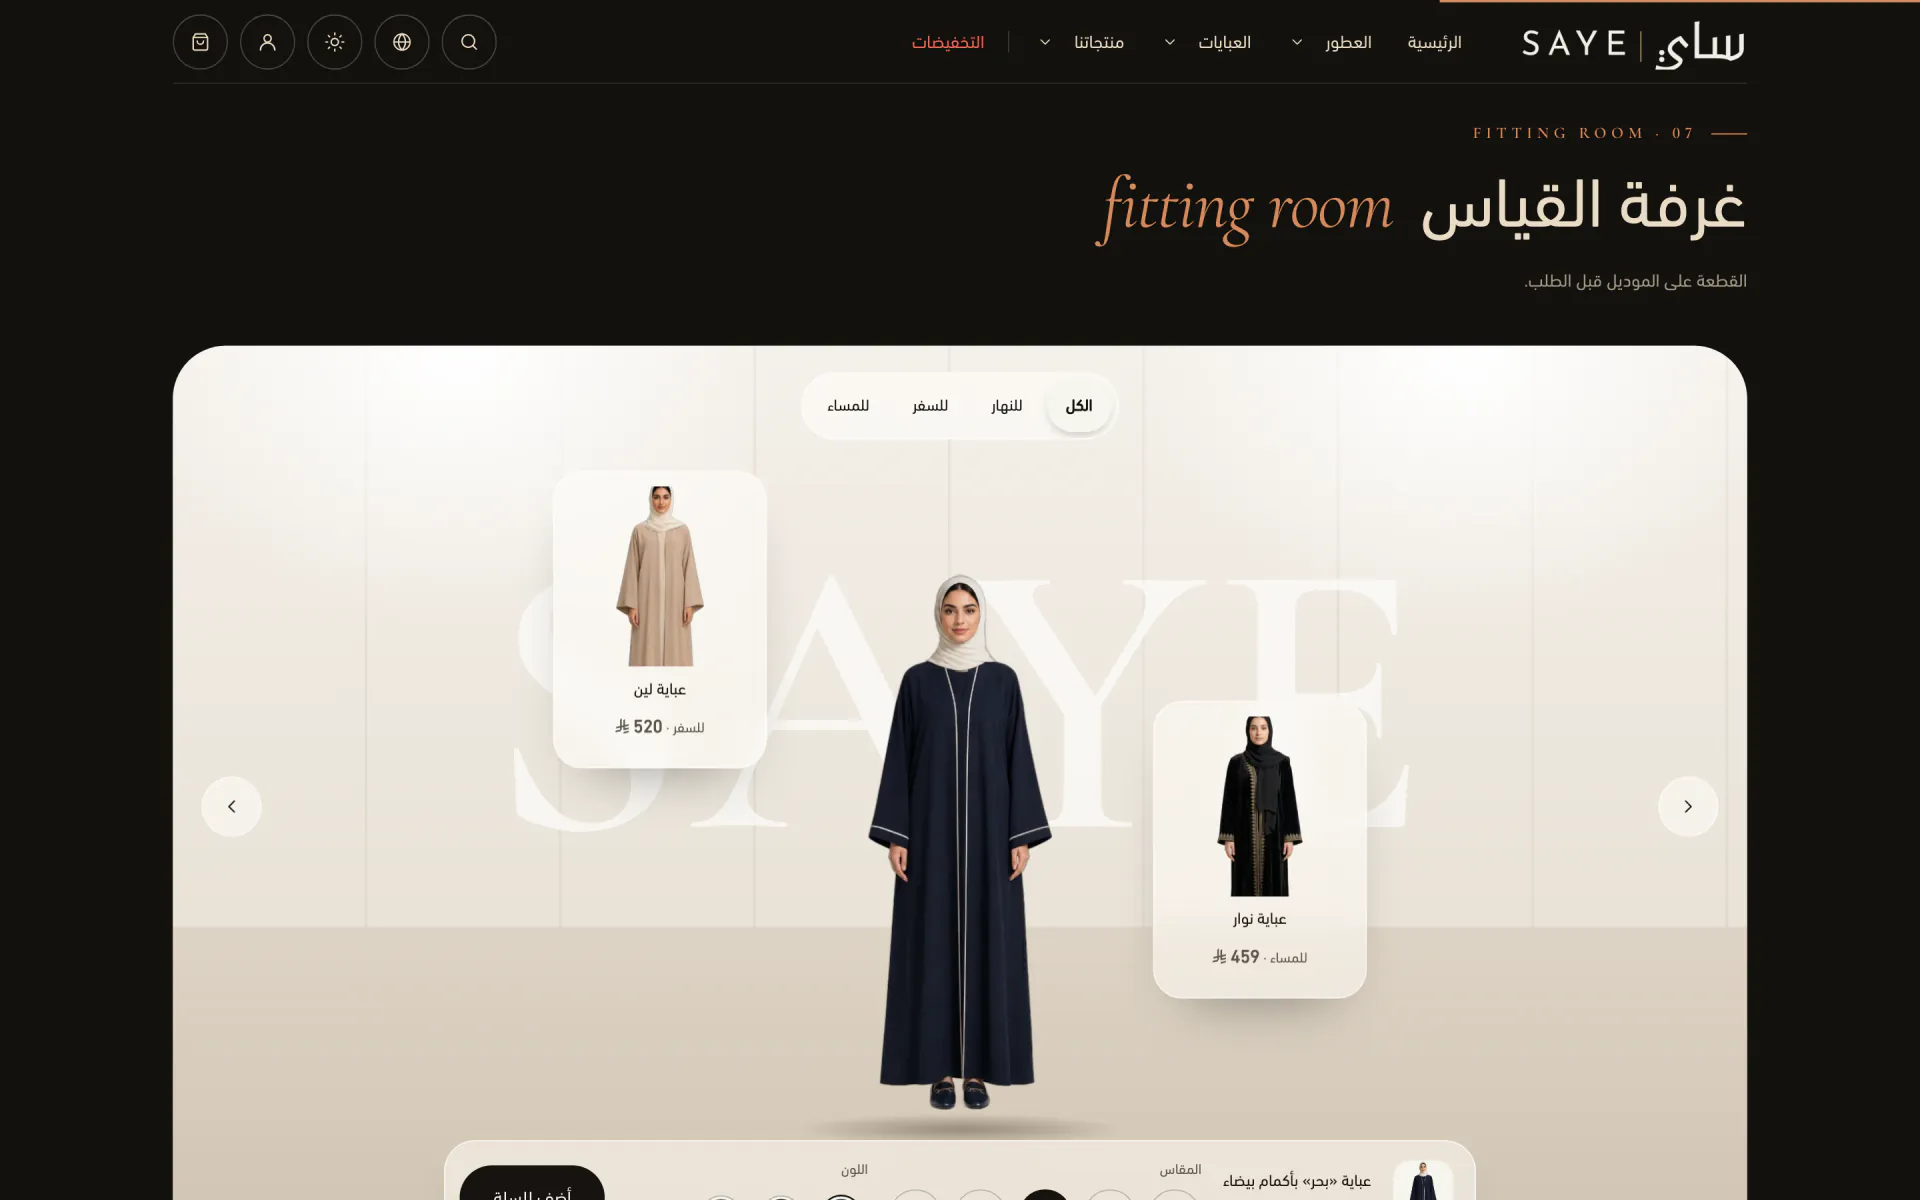 ساي | SAYE
الرئيسية
العطور
العبايات
منتجاتنا
التخفيضات
FITTING ROOM · 07
غرفة القياس fitting room
القطعة على الموديل قبل الطلب.
الكل
للنهار
للسفر
للمساء
SAYE
عباية لين
للسفر · 520
عباية نوار
للمساء · 459
عباية «بحر» بأكمام بيضاء
المقاس
اللون
أضف للسلة